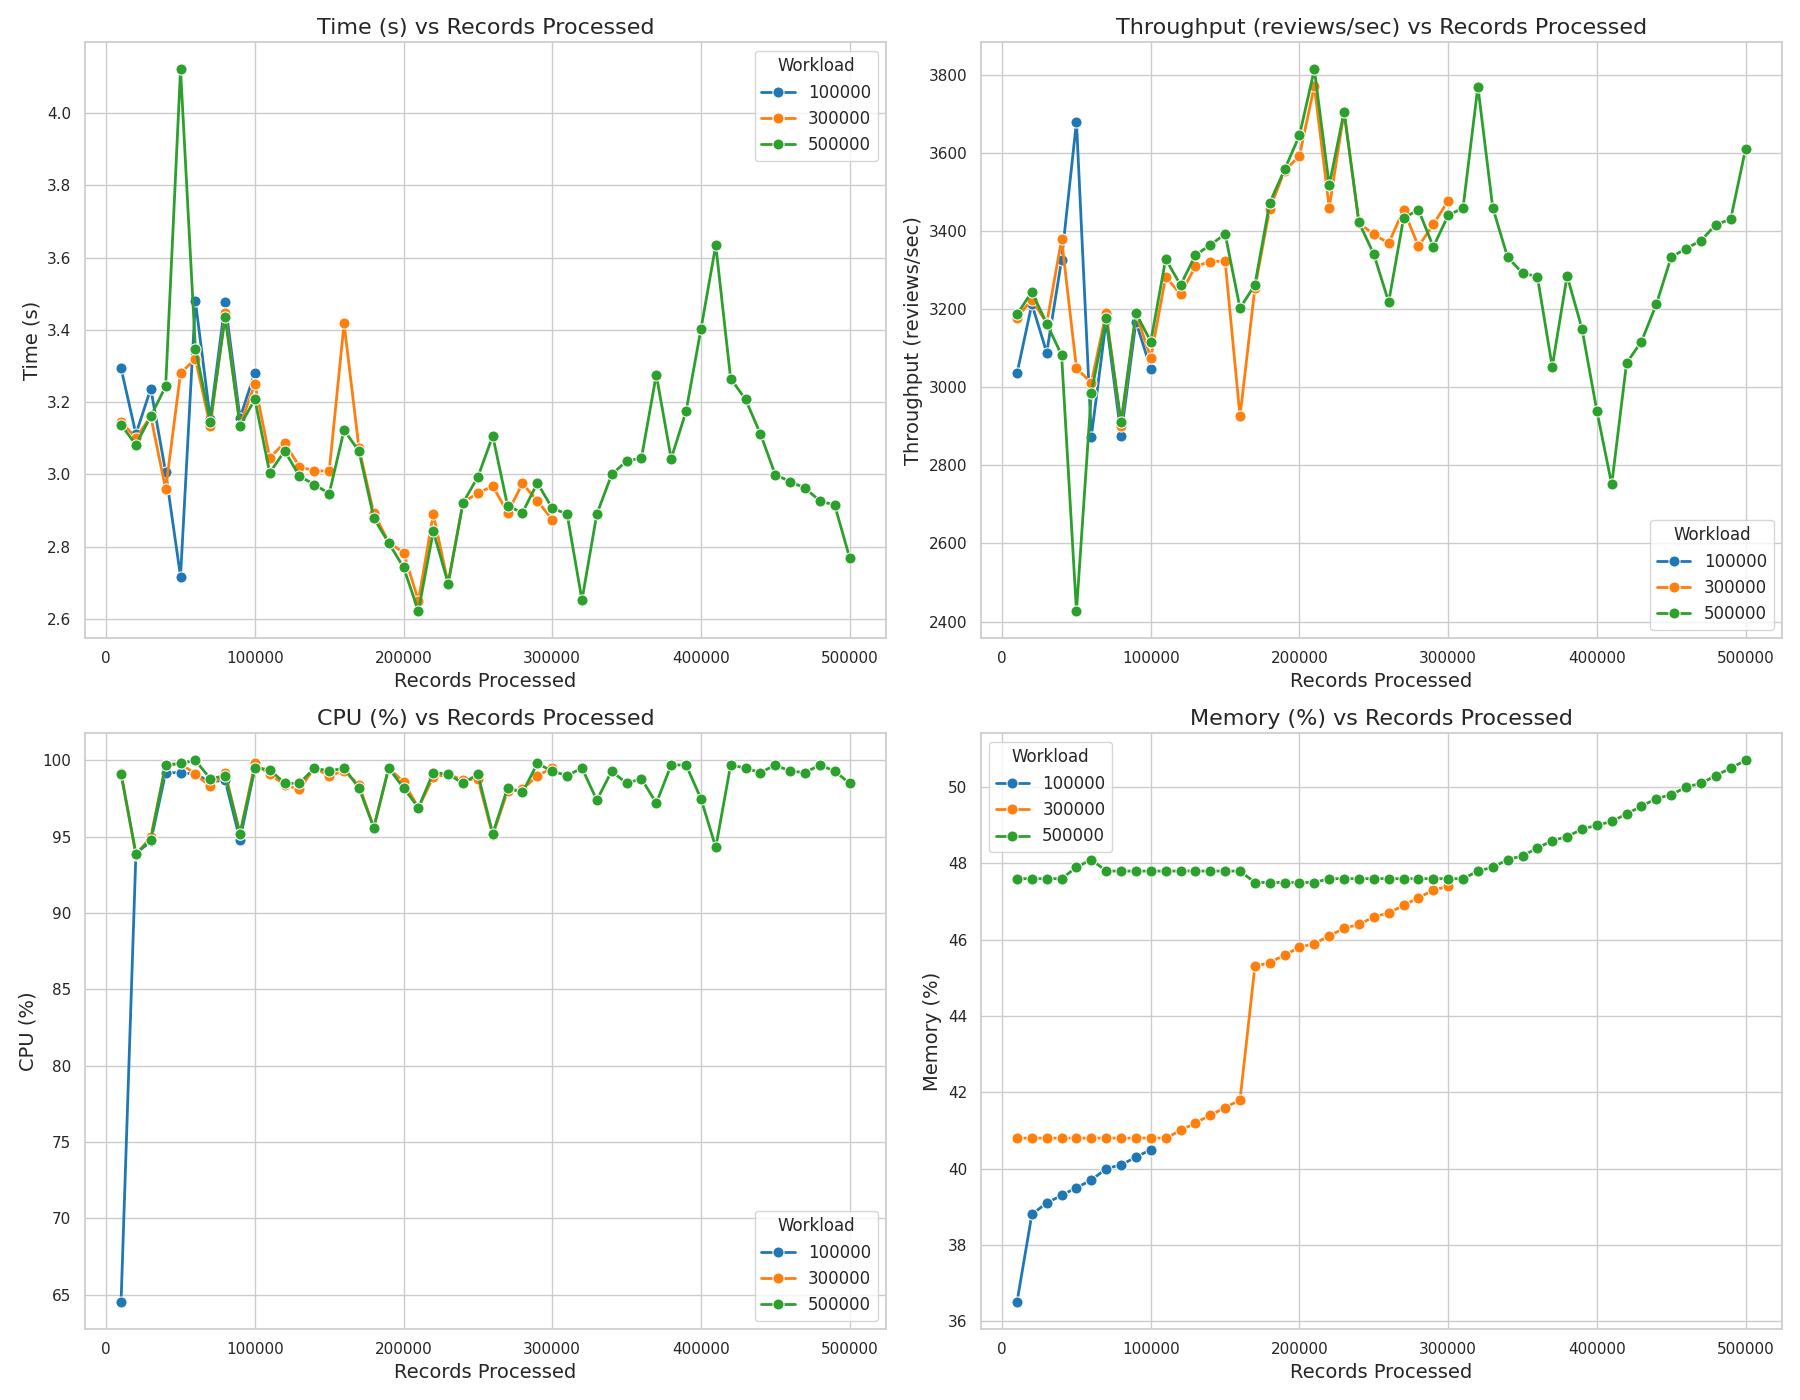 Time (s) vs Records Processed
Time (s)
4.0
3.8
3.6
3.4
3.2
3.0
2.8
2.6
0 100000 200000 300000 400000 500000
Records Processed
Workload
100000
300000
500000
Throughput (reviews/sec) vs Records Processed
Throughput (reviews/sec)
3800
3600
3400
3200
3000
2800
2600
2400
0 100000 200000 300000 400000 500000
Records Processed
Workload
100000
300000
500000
CPU (%) vs Records Processed
CPU (%)
100
95
90
85
80
75
70
65
0 100000 200000 300000 400000 500000
Records Processed
Workload
100000
300000
500000
Memory (%) vs Records Processed
Memory (%)
50
48
46
44
42
40
38
36
0 100000 200000 300000 400000 500000
Records Processed
Workload
100000
300000
500000